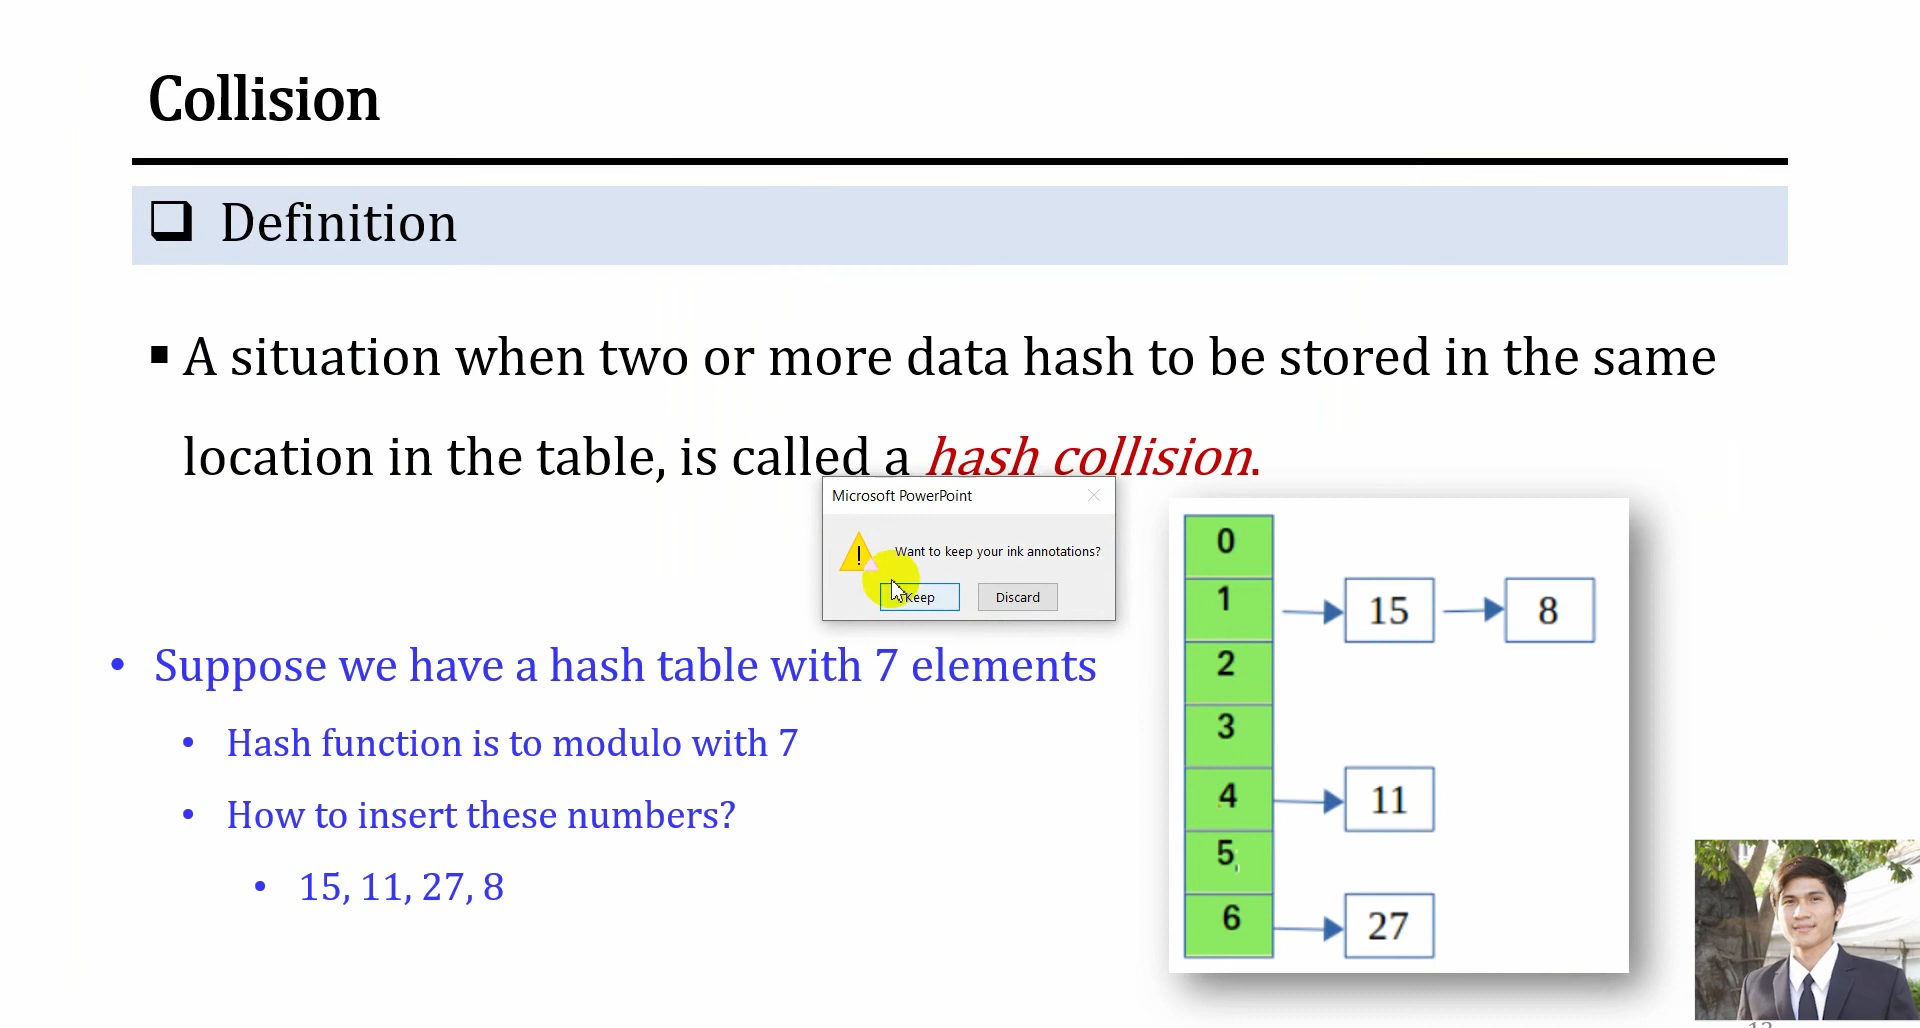 Collision
Definition
A situation when two or more data hash to be stored in the same
location in the table, is called a hash collision.
Microsoft PowerPoint
Want to keep your ink annotations?
Keep
Discard
Suppose we have a hash table with 7 elements
Hash function is to modulo with 7
How to insert these numbers?
15, 11, 27, 8
0
1
15
8
2
3
4
11
5
6
27